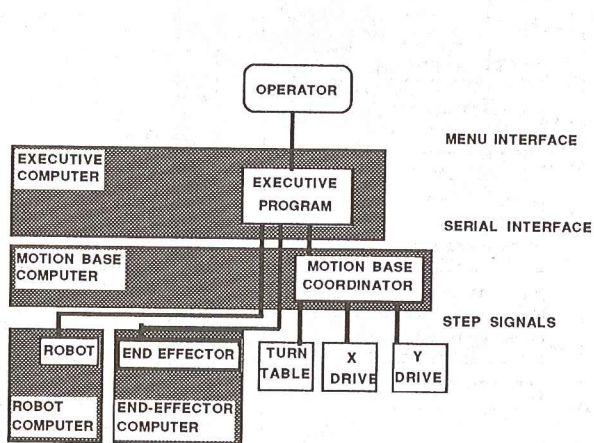 OPERATOR
MENU INTERFACE
EXECUTIVE
COMPUTER
EXECUTIVE
PROGRAM
SERIAL INTERFACE
MOTION BASE
COMPUTER
MOTION BASE
COORDINATOR
STEP SIGNALS
ROBOT
END EFFECTOR
TURN
TABLE
X
DRIVE
Y
DRIVE
ROBOT
COMPUTER
END-EFFECTOR
COMPUTER